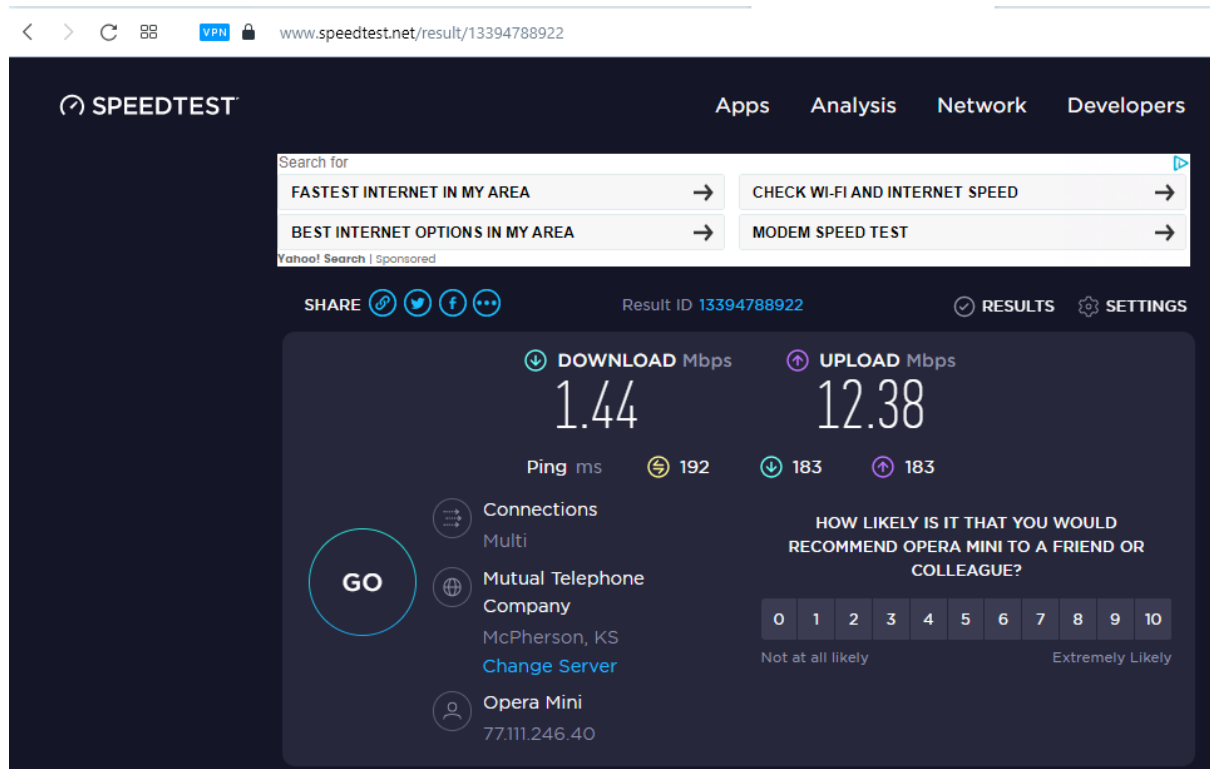 VPN www.speedtest.net/result/13394788922
SPEEDTEST Apps Analysis Network Developers
Search for
FASTEST INTERNET IN MY AREA CHECK WI-FI AND INTERNET SPEED
BEST INTERNET OPTIONS IN MY AREA MODEM SPEED TEST
Yahoo! Search | Sponsored
SHARE Result ID 13394788922 RESULTS SETTINGS
DOWNLOAD Mbps UPLOAD Mbps
1.44 12.38
Ping ms 192 183 183
GO
Connections
Multi
Mutual Telephone
Company
McPherson, KS
Change Server
Opera Mini
77.111.246.40
HOW LIKELY IS IT THAT YOU WOULD
RECOMMEND OPERA MINI TO A FRIEND OR
COLLEAGUE?
0 1 2 3 4 5 6 7 8 9 10
Not at all likely Extremely Likely